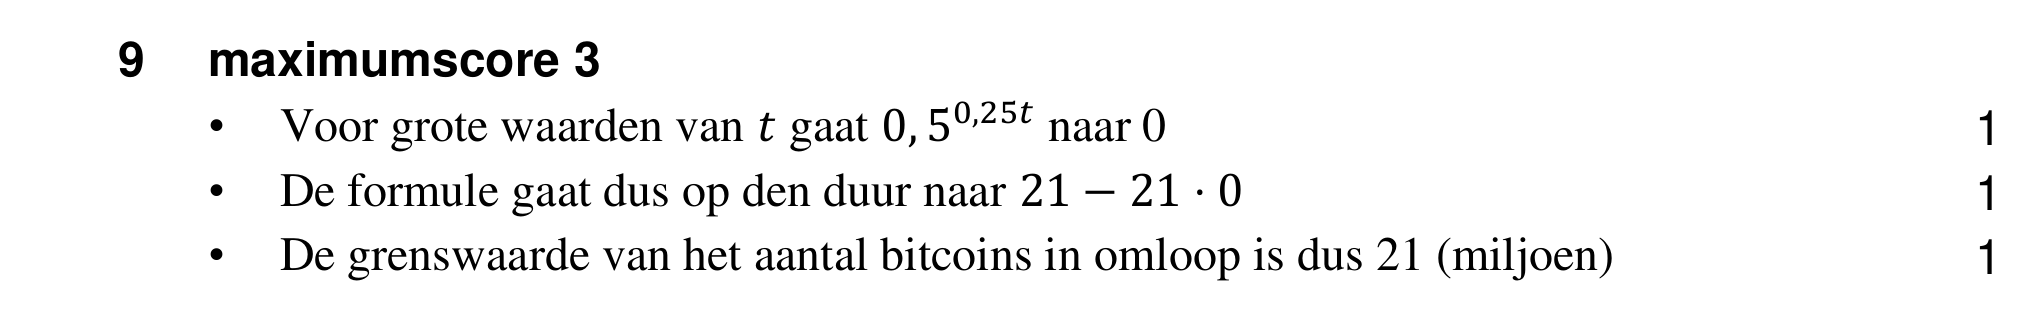 9 maximumscore 3
• Voor grote waarden van t gaat 0,5^{0,25t} naar 0 1
• De formule gaat dus op den duur naar 21 − 21 · 0 1
• De grenswaarde van het aantal bitcoins in omloop is dus 21 (miljoen) 1